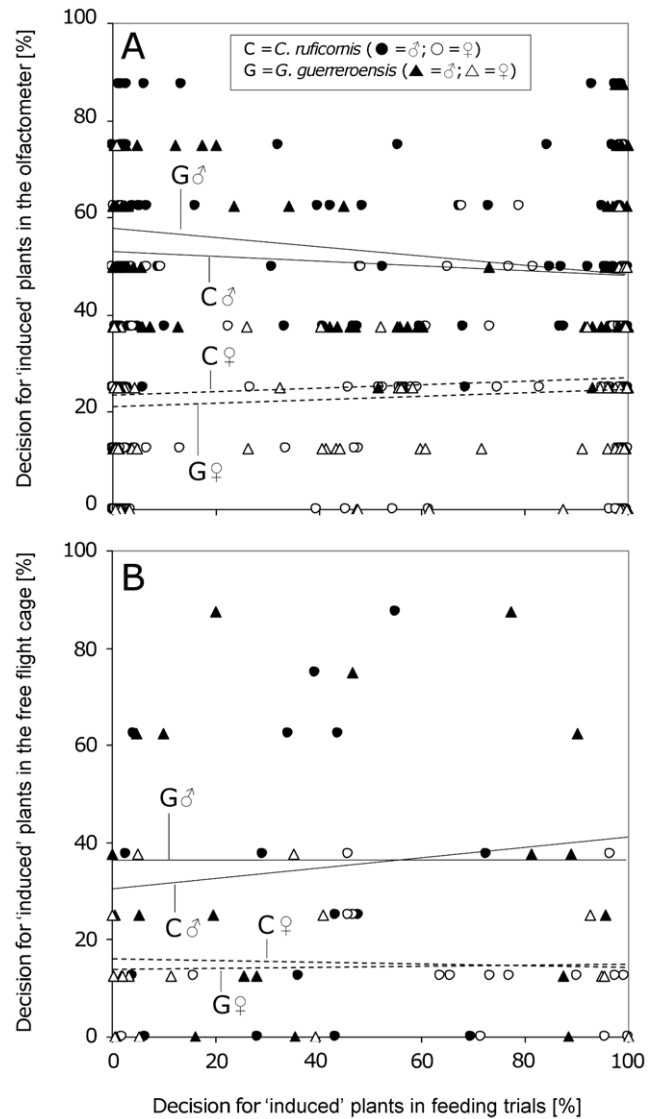 A
C = C. ruficornis (● =♂; ○ =♀)
G = G. guerreroensis (▲ =♂; △ =♀)
Decision for 'induced' plants in the olfactometer [%]
100
80
60
40
20
0
G♂
C♂
C♀
G♀
B
Decision for 'induced' plants in the free flight cage [%]
100
80
60
40
20
0
G♂
C♂
C♀
G♀
0 20 40 60 80 100
Decision for 'induced' plants in feeding trials [%]